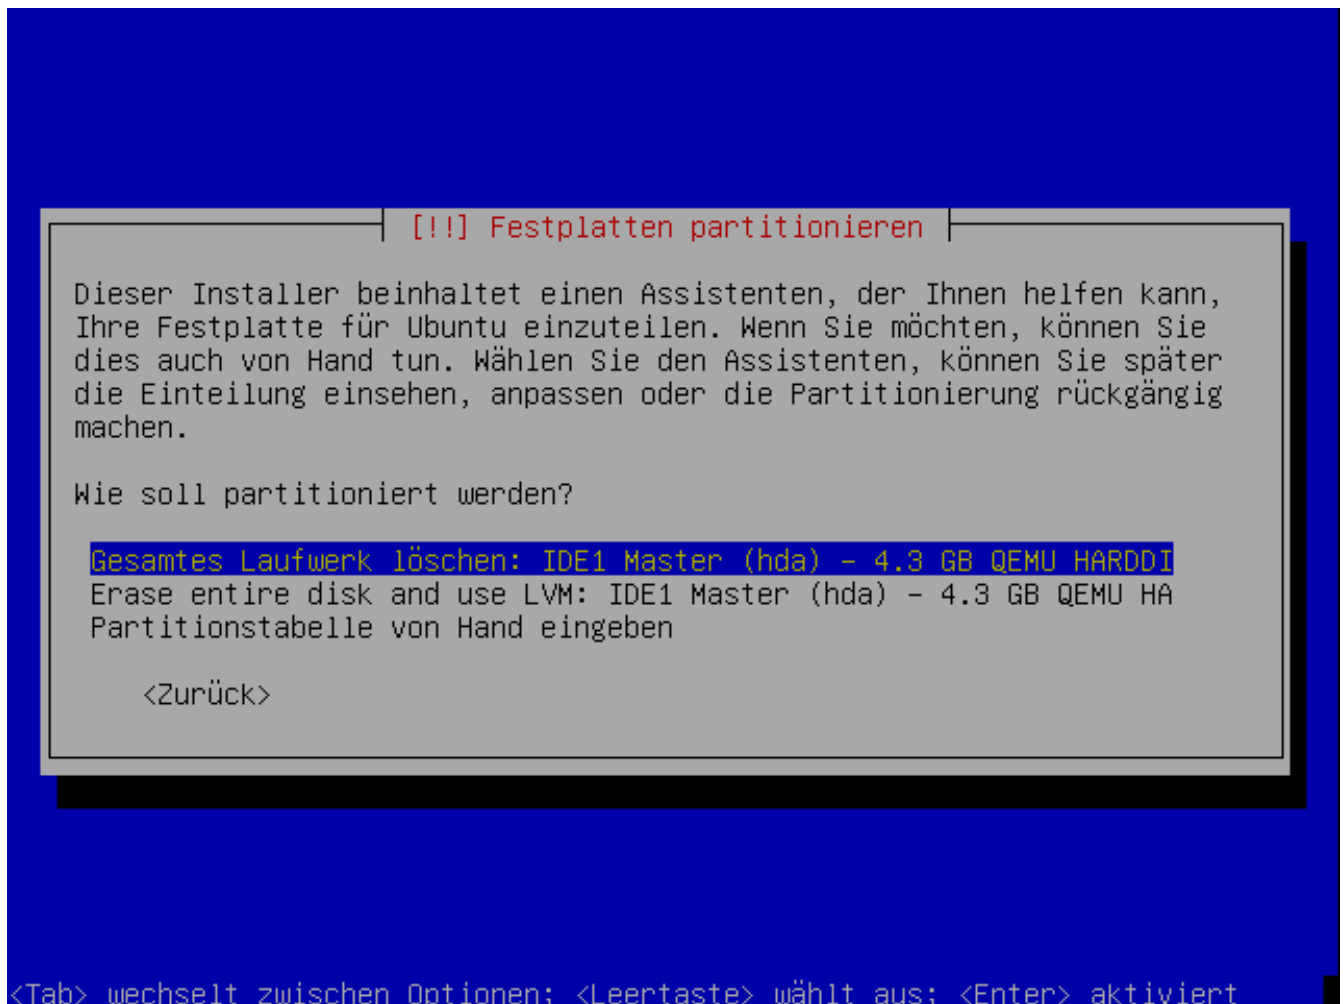 [!!] Festplatten partitionieren
Dieser Installer beinhaltet einen Assistenten, der Ihnen helfen kann,
Ihre Festplatte für Ubuntu einzuteilen. Wenn Sie möchten, können Sie
dies auch von Hand tun. Wählen Sie den Assistenten, können Sie später
die Einteilung einsehen, anpassen oder die Partitionierung rückgängig
machen.
Wie soll partitioniert werden?
Gesamtes Laufwerk löschen: IDE1 Master (hda) – 4.3 GB QEMU HARDDI
Erase entire disk and use LVM: IDE1 Master (hda) – 4.3 GB QEMU HA
Partitionstabelle von Hand eingeben
<Zurück>
<Tab> wechselt zwischen Optionen; <Leertaste> wählt aus; <Enter> aktiviert